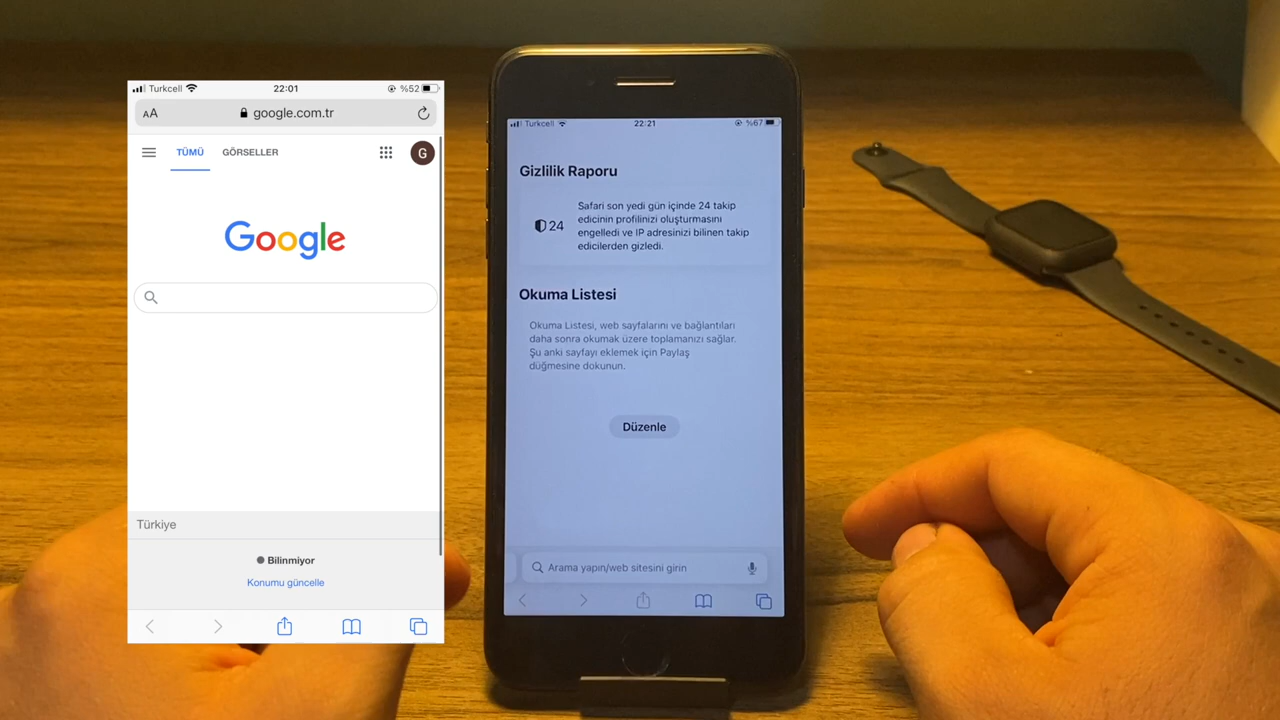 Turkcell 22:01 %52
AA google.com.tr
TÜMÜ GÖRSELLER G
Google
Türkiye
Bilinmiyor
Konumu güncelle
Turkcell 22:21 %67
Gizlilik Raporu
24
Safari son yedi gün içinde 24 takip
edicinin profilinizi oluşturmasını
engelledi ve IP adresinizi bilinen takip
edicilerden gizledi.
Okuma Listesi
Okuma Listesi, web sayfalarını ve bağlantıları
daha sonra okumak üzere toplamanızı sağlar.
Şu anki sayfayı eklemek için Paylaş
düğmesine dokunun.
Düzenle
Arama yapın/web sitesini girin